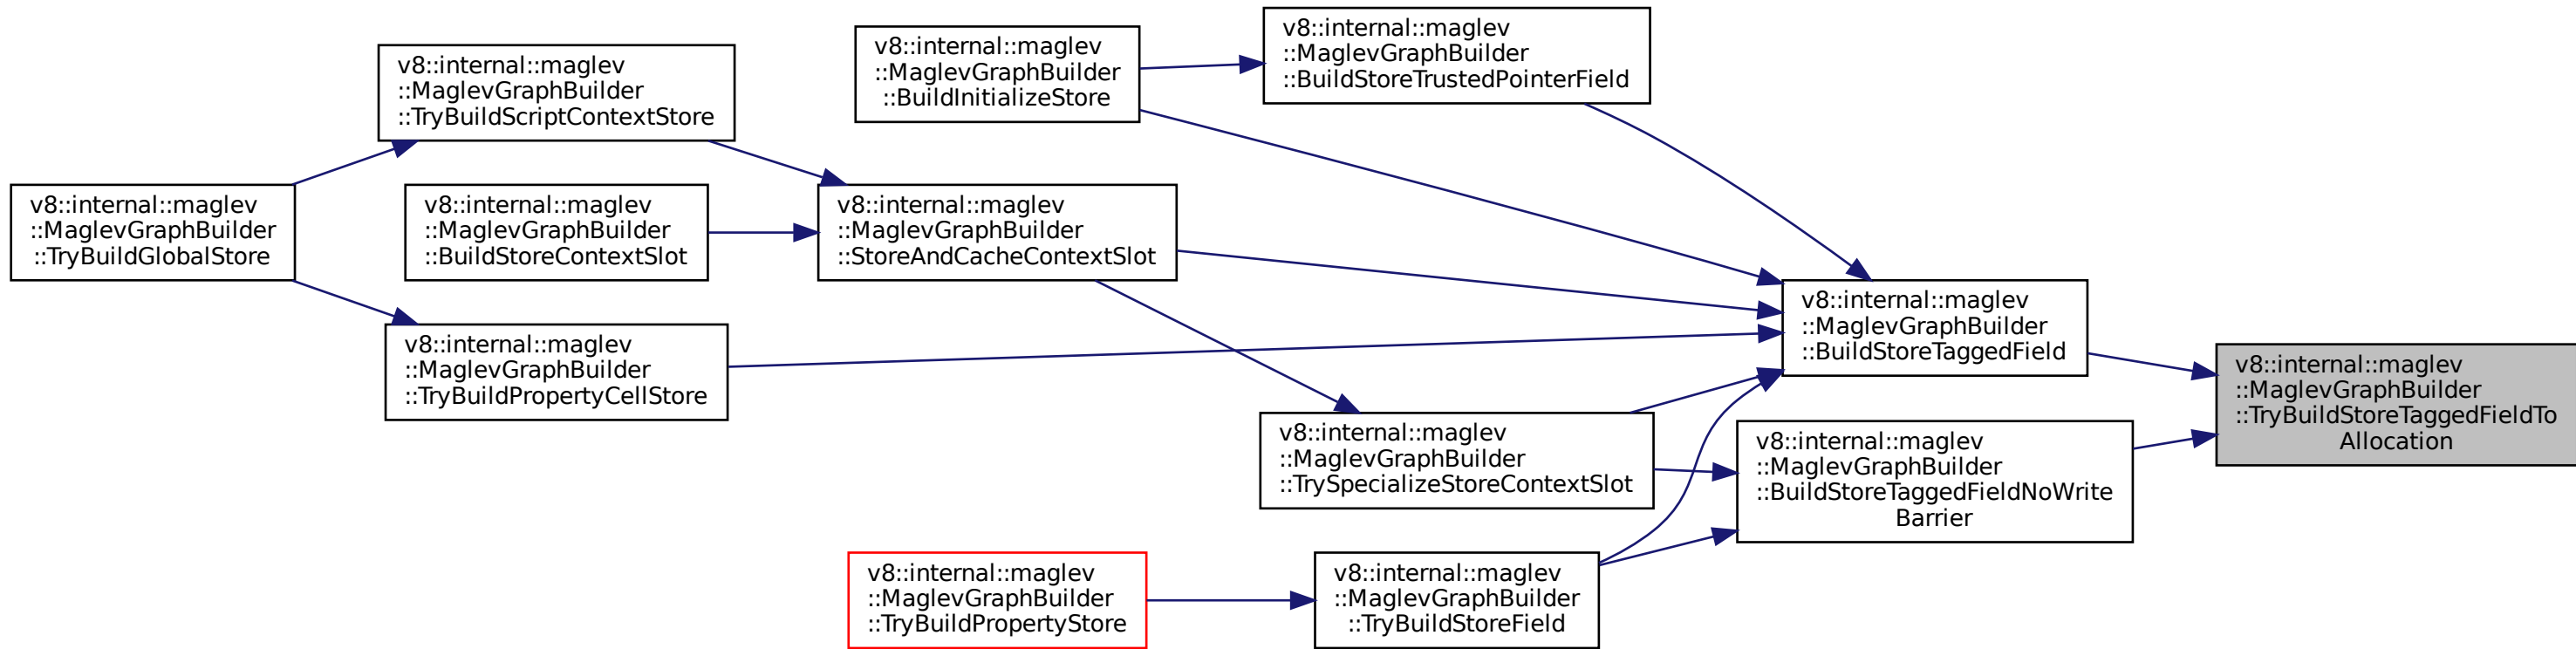 v8::internal::maglev
::MaglevGraphBuilder
::TryBuildGlobalStore
v8::internal::maglev
::MaglevGraphBuilder
::TryBuildScriptContextStore
v8::internal::maglev
::MaglevGraphBuilder
::BuildStoreContextSlot
v8::internal::maglev
::MaglevGraphBuilder
::TryBuildPropertyCellStore
v8::internal::maglev
::MaglevGraphBuilder
::BuildInitializeStore
v8::internal::maglev
::MaglevGraphBuilder
::StoreAndCacheContextSlot
v8::internal::maglev
::MaglevGraphBuilder
::TryBuildPropertyStore
v8::internal::maglev
::MaglevGraphBuilder
::BuildStoreTrustedPointerField
v8::internal::maglev
::MaglevGraphBuilder
::TrySpecializeStoreContextSlot
v8::internal::maglev
::MaglevGraphBuilder
::TryBuildStoreField
v8::internal::maglev
::MaglevGraphBuilder
::BuildStoreTaggedField
v8::internal::maglev
::MaglevGraphBuilder
::BuildStoreTaggedFieldNoWrite
Barrier
v8::internal::maglev
::MaglevGraphBuilder
::TryBuildStoreTaggedFieldTo
Allocation